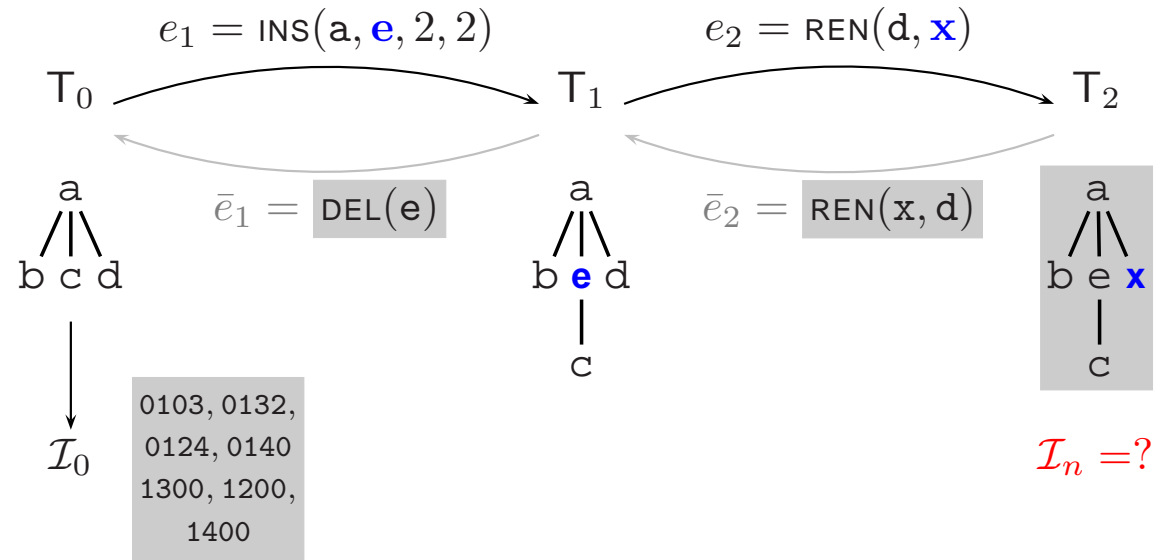 e₁ = INS(a, e, 2, 2) e₂ = REN(d, x)
T₀ T₁ T₂
ē₁ = DEL(e) ē₂ = REN(x, d)
a a a
b c d b e d b e x
c c
0103, 0132,
0124, 0140
1300, 1200,
1400
I₀ Iₙ =?